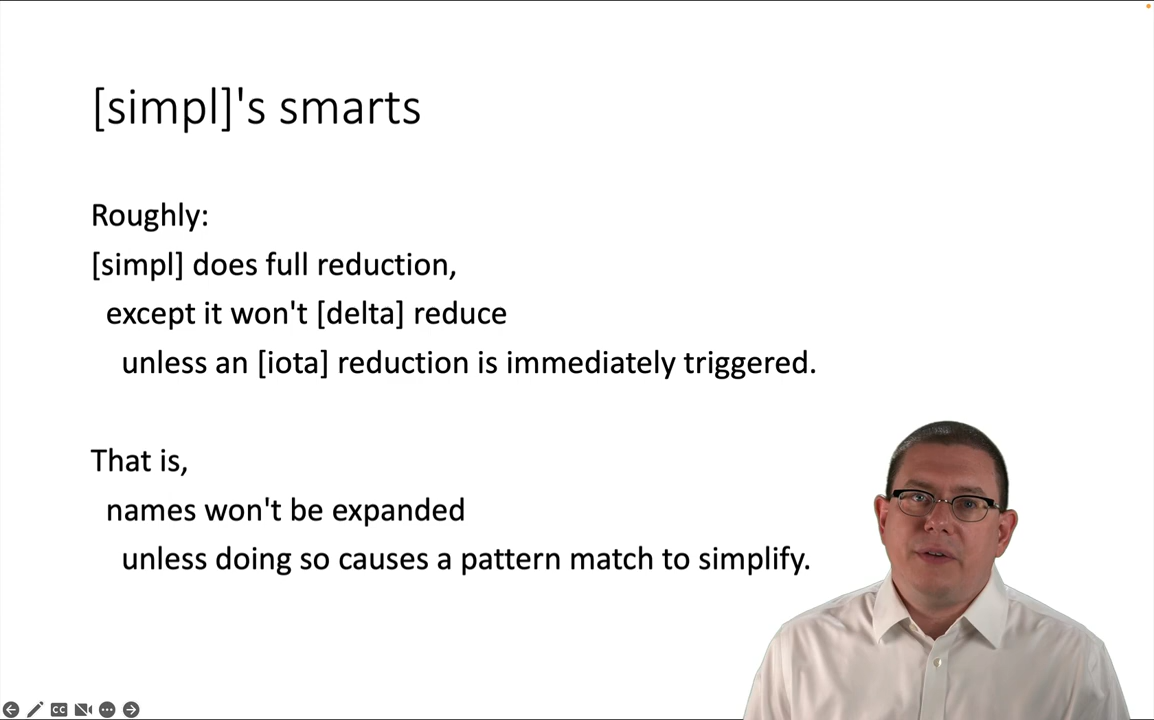 [simpl]'s smarts
Roughly:
[simpl] does full reduction,
except it won't [delta] reduce
unless an [iota] reduction is immediately triggered.
That is,
names won't be expanded
unless doing so causes a pattern match to simplify.
CC